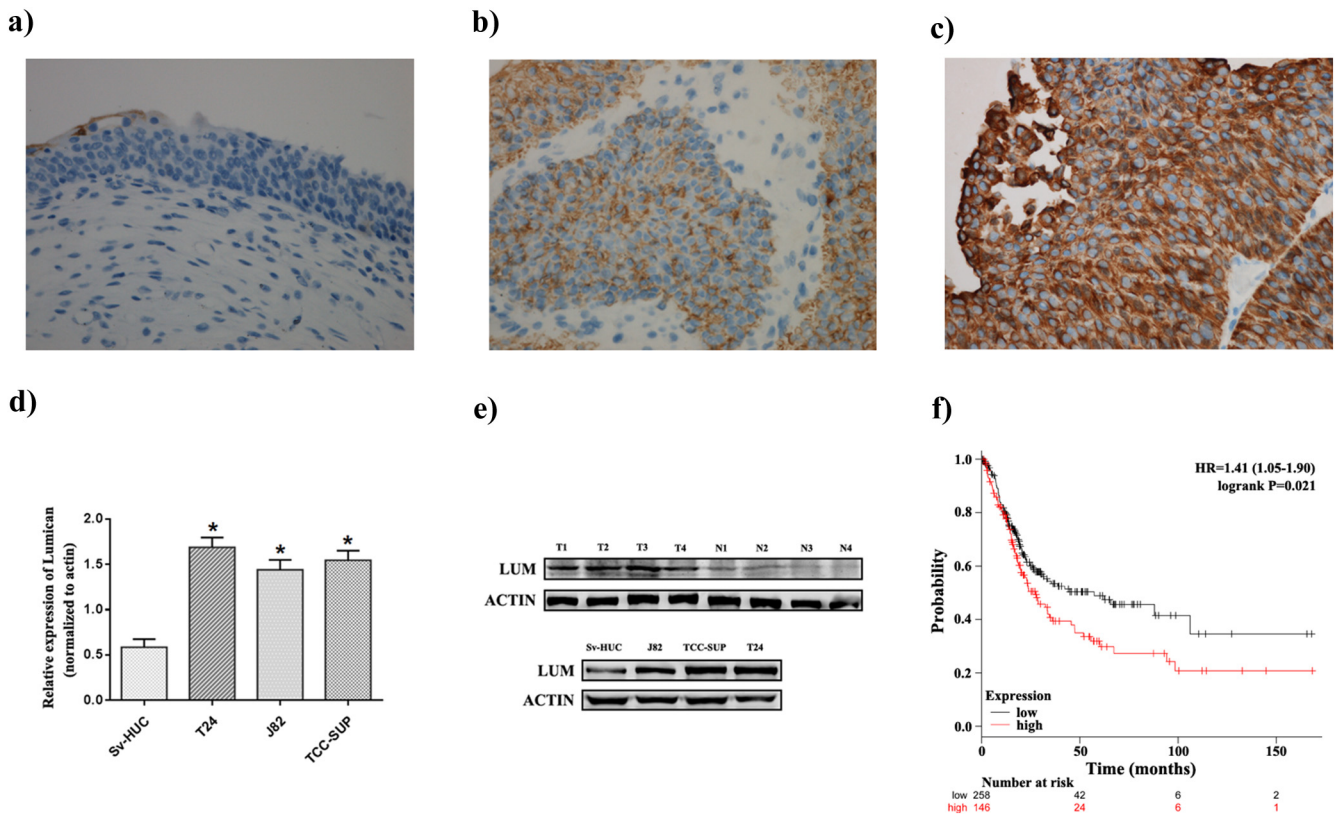 a)
b)
c)
d)
Relative expression of Lumican
(normalized to actin)
2.0
1.5
1.0
0.5
0.0
*
*
*
Sv-HUC
T24
J82
TCC-SUP
e)
T1 T2 T3 T4 N1 N2 N3 N4
LUM
ACTIN
Sv-HUC J82 TCC-SUP T24
LUM
ACTIN
f)
HR=1.41 (1.05-1.90)
logrank P=0.021
Probability
1.0
0.8
0.6
0.4
0.2
0.0
Expression
low
high
0 50 100 150
Time (months)
Number at risk
low 258 42 6 2
high 146 24 6 1